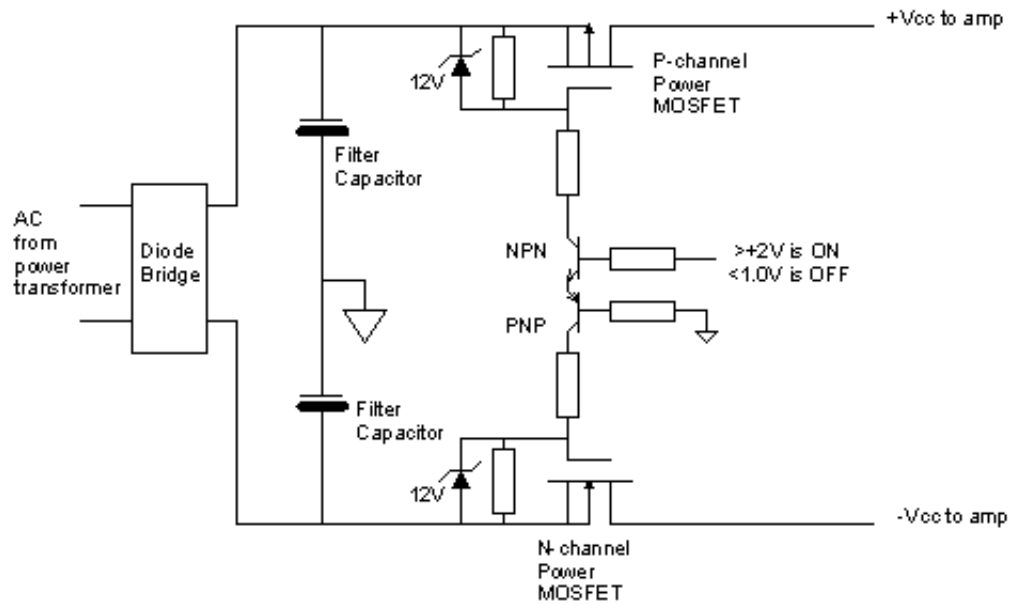 +Vcc to amp
P-channel
Power
MOSFET
12V
Filter
Capacitor
AC
from
power
transformer
Diode
Bridge
NPN
>+2V is ON
<1.0V is OFF
PNP
Filter
Capacitor
12V
-Vcc to amp
N-channel
Power
MOSFET